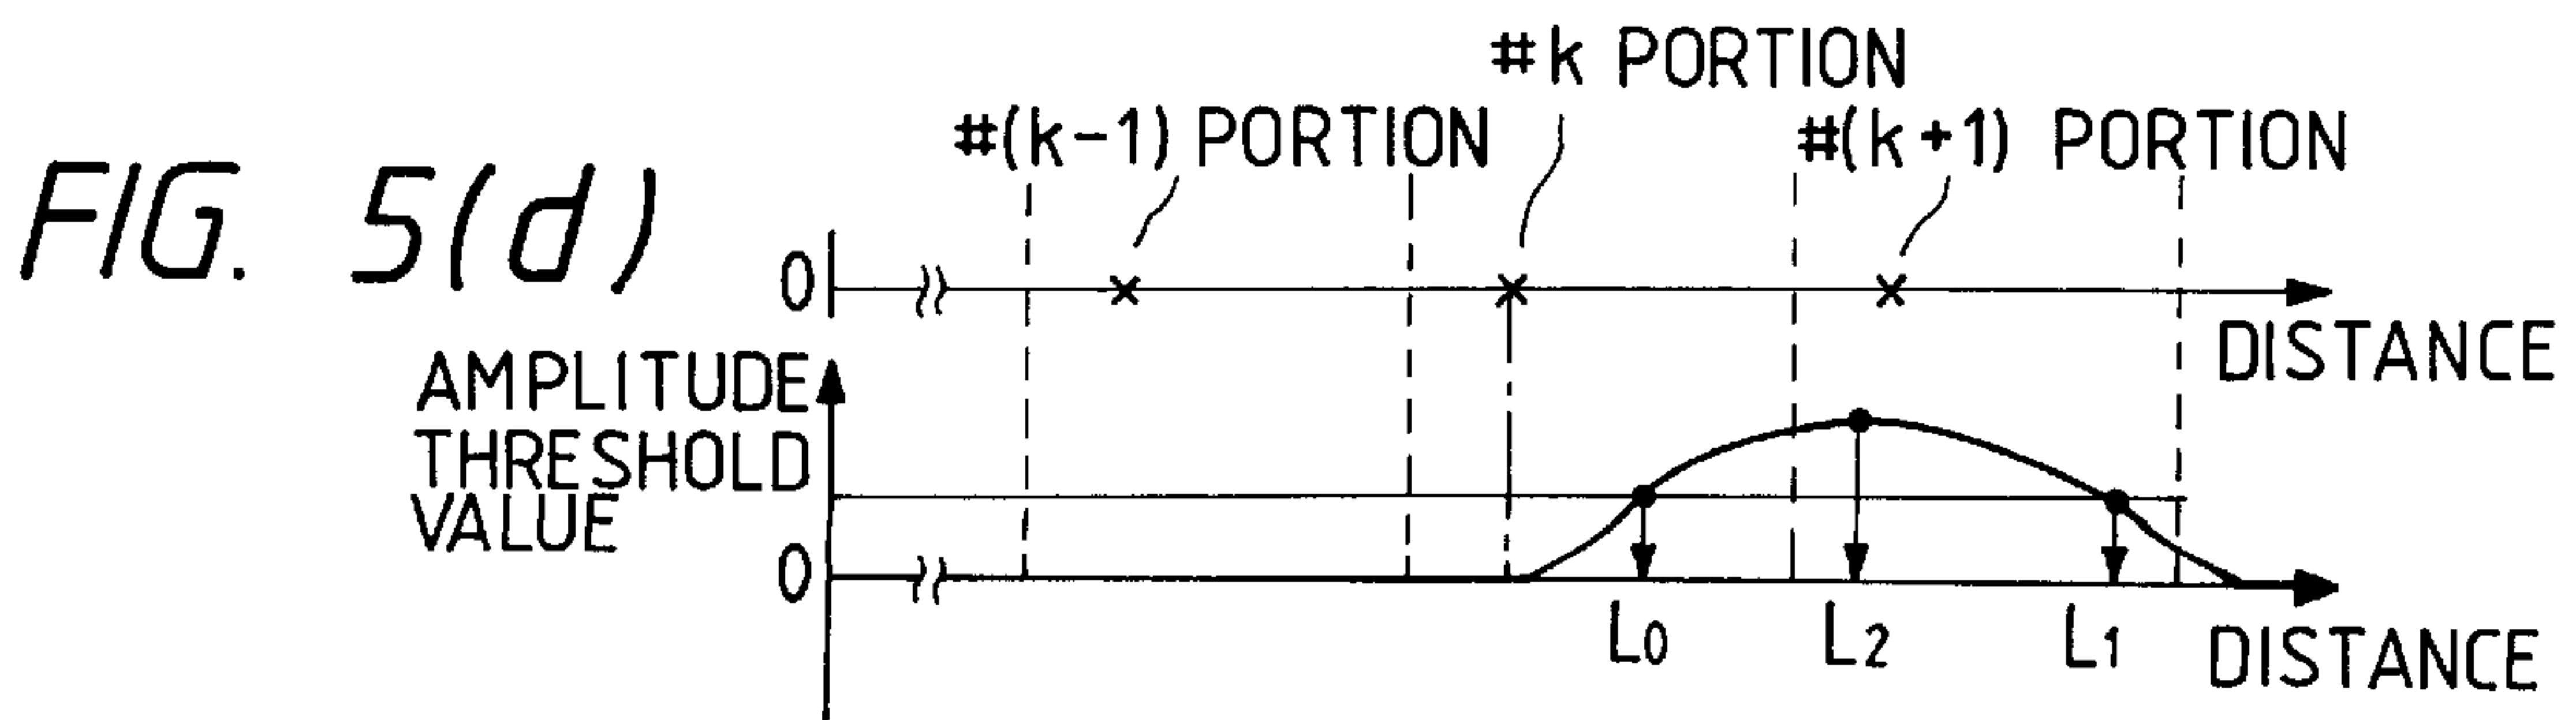 FIG. 5(d)
#k PORTION
#(k-1) PORTION
#(k+1) PORTION
0
DISTANCE
AMPLITUDE
THRESHOLD
VALUE
0
L0
L2
L1
DISTANCE